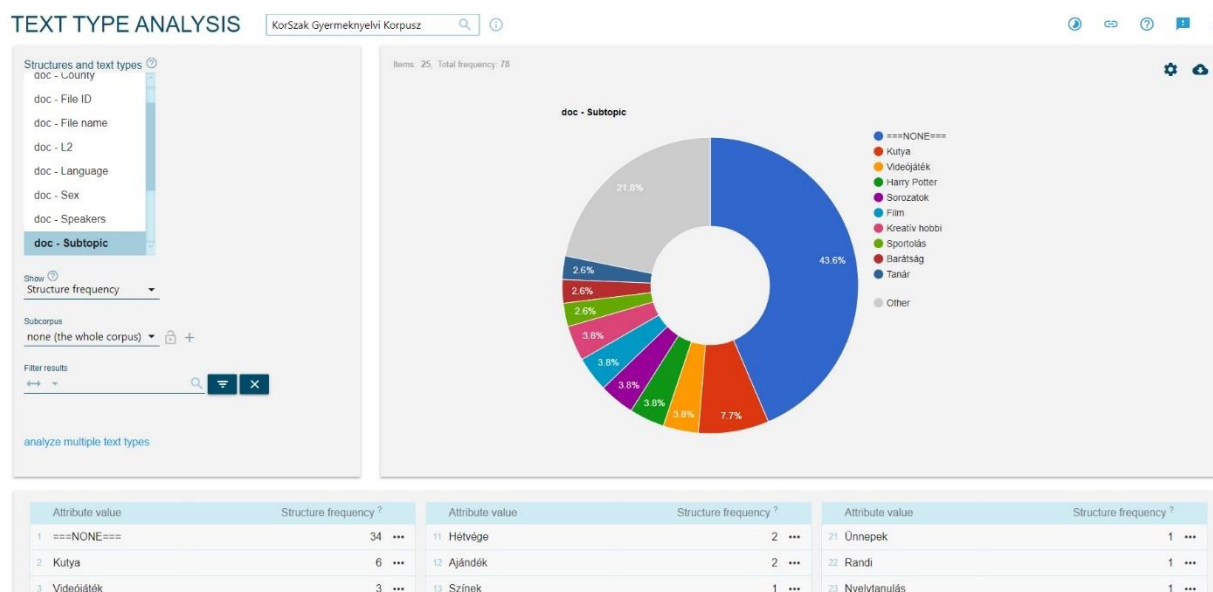 TEXT TYPE ANALYSIS
KorSzak Gyermeknyelvi Korpusz
Structures and text types ?
doc - County
doc - File ID
doc - File name
doc - L2
doc - Language
doc - Sex
doc - Speakers
doc - Subtopic
Show ?
Structure frequency
Subcorpus
none (the whole corpus)
Filter results
analyze multiple text types
Items: 25, Total frequency: 78
doc - Subtopic
43.6%
7.7%
3.8%
3.8%
3.8%
3.8%
3.8%
2.6%
2.6%
2.6%
21.8%
===NONE===
Kutya
Videójáték
Harry Potter
Sorozatok
Film
Kreatív hobbi
Sportolás
Barátság
Tanár
Other
Attribute value Structure frequency ? Attribute value Structure frequency ? Attribute value Structure frequency ?
1 ===NONE=== 34 ••• 11 Hétvége 2 ••• 21 Ünnepek 1 •••
2 Kutya 6 ••• 12 Ajándék 2 ••• 22 Randi 1 •••
3 Videójáték 3 ••• 13 Színek 1 ••• 23 Nyelvtanulás 1 •••